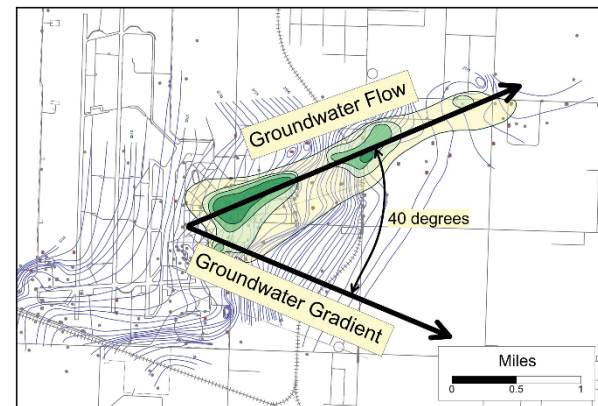 Groundwater Flow
40 degrees
Groundwater Gradient
Miles
0 0.5 1